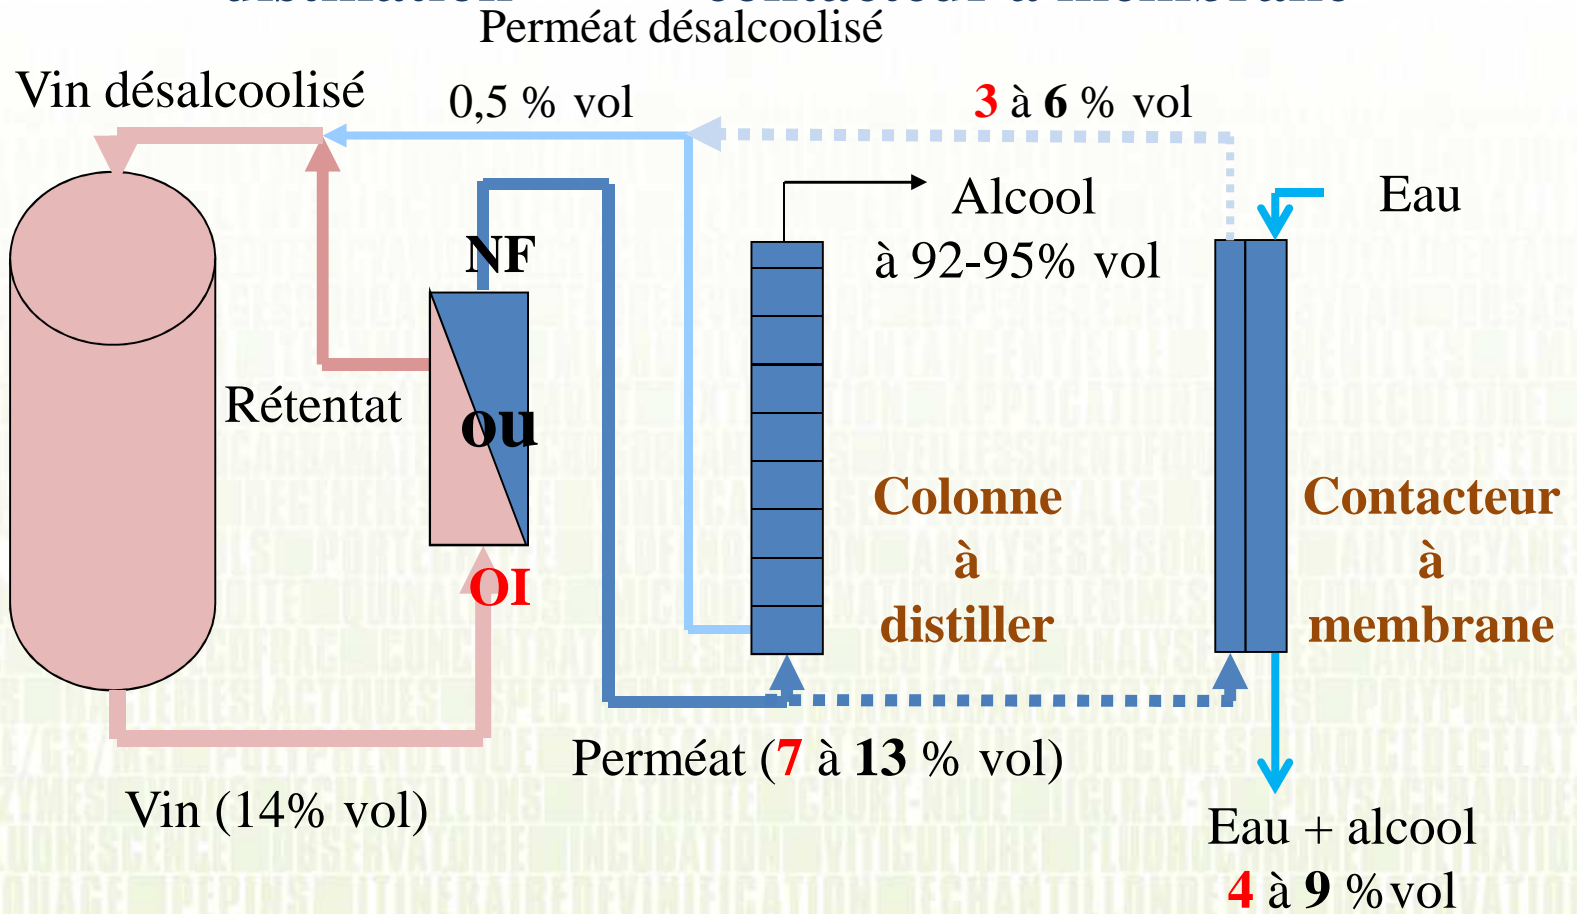 Perméat désalcoolisé
Vin désalcoolisé
0,5 % vol
3 à 6 % vol
Alcool
à 92-95% vol
Eau
NF
ou
OI
Rétentat
Colonne
à
distiller
Contacteur
à
membrane
Perméat (7 à 13 % vol)
Vin (14% vol)
Eau + alcool
4 à 9 %vol